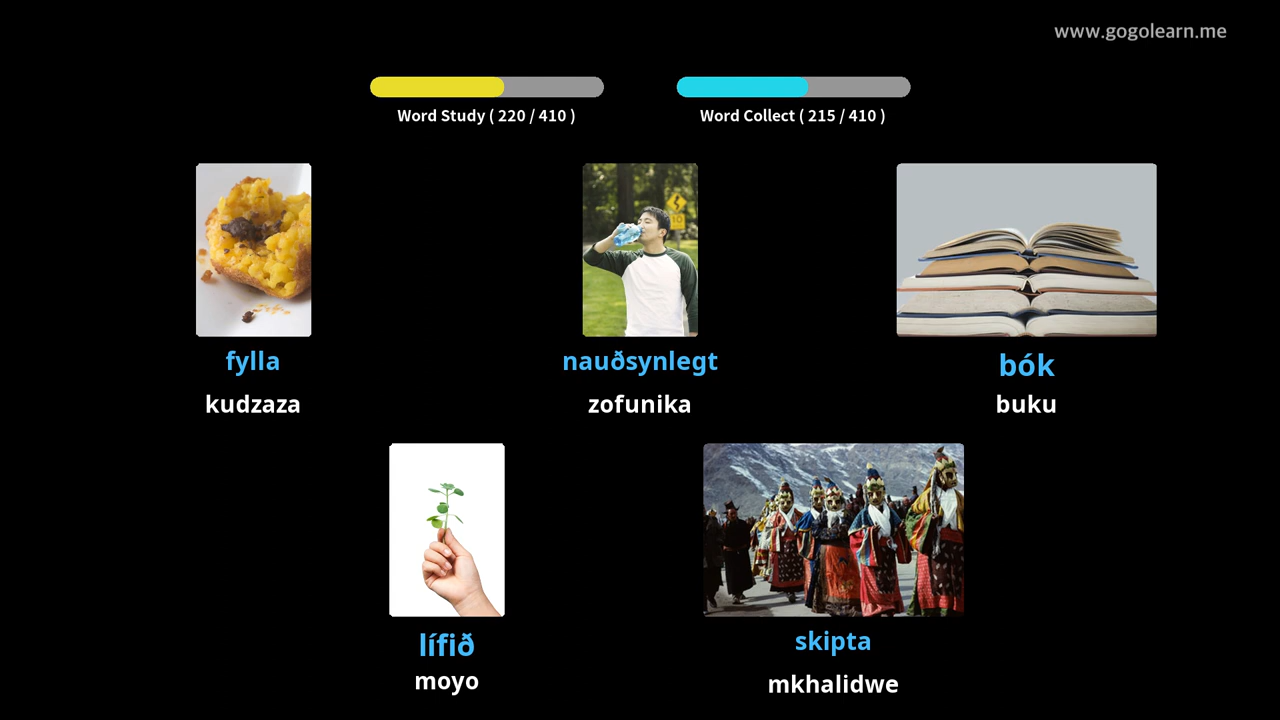 www.gogolearn.me
Word Study ( 220 / 410 )
Word Collect ( 215 / 410 )
fylla
kudzaza
nauðsynlegt
zofunika
bók
buku
lífið
moyo
skipta
mkhalidwe